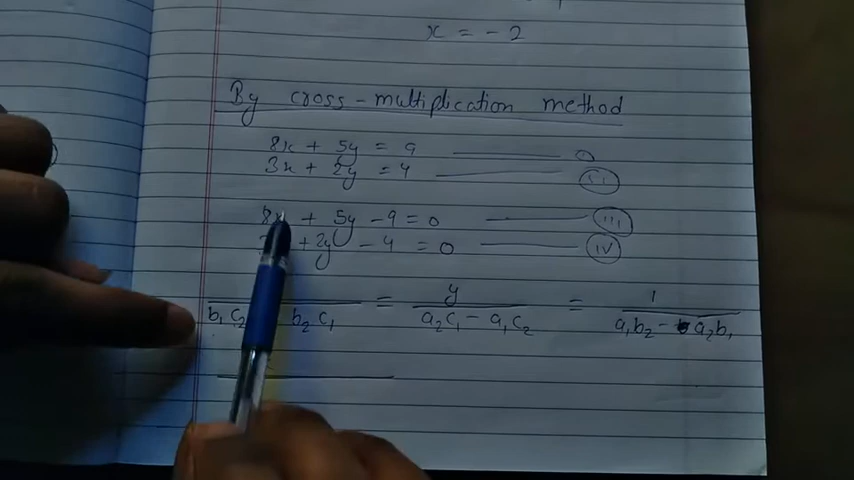 x = - 2
By cross - multiplication method
8x + 5y = 9 (i)
3x + 2y = 4 (ii)
8x + 5y - 9 = 0 (iii)
+ 2y - 4 = 0 (iv)
= y =  1
b₁c₂ b₂c₁ a₂c₁ - a₁c₂ a₁b₂ - a₂b₁